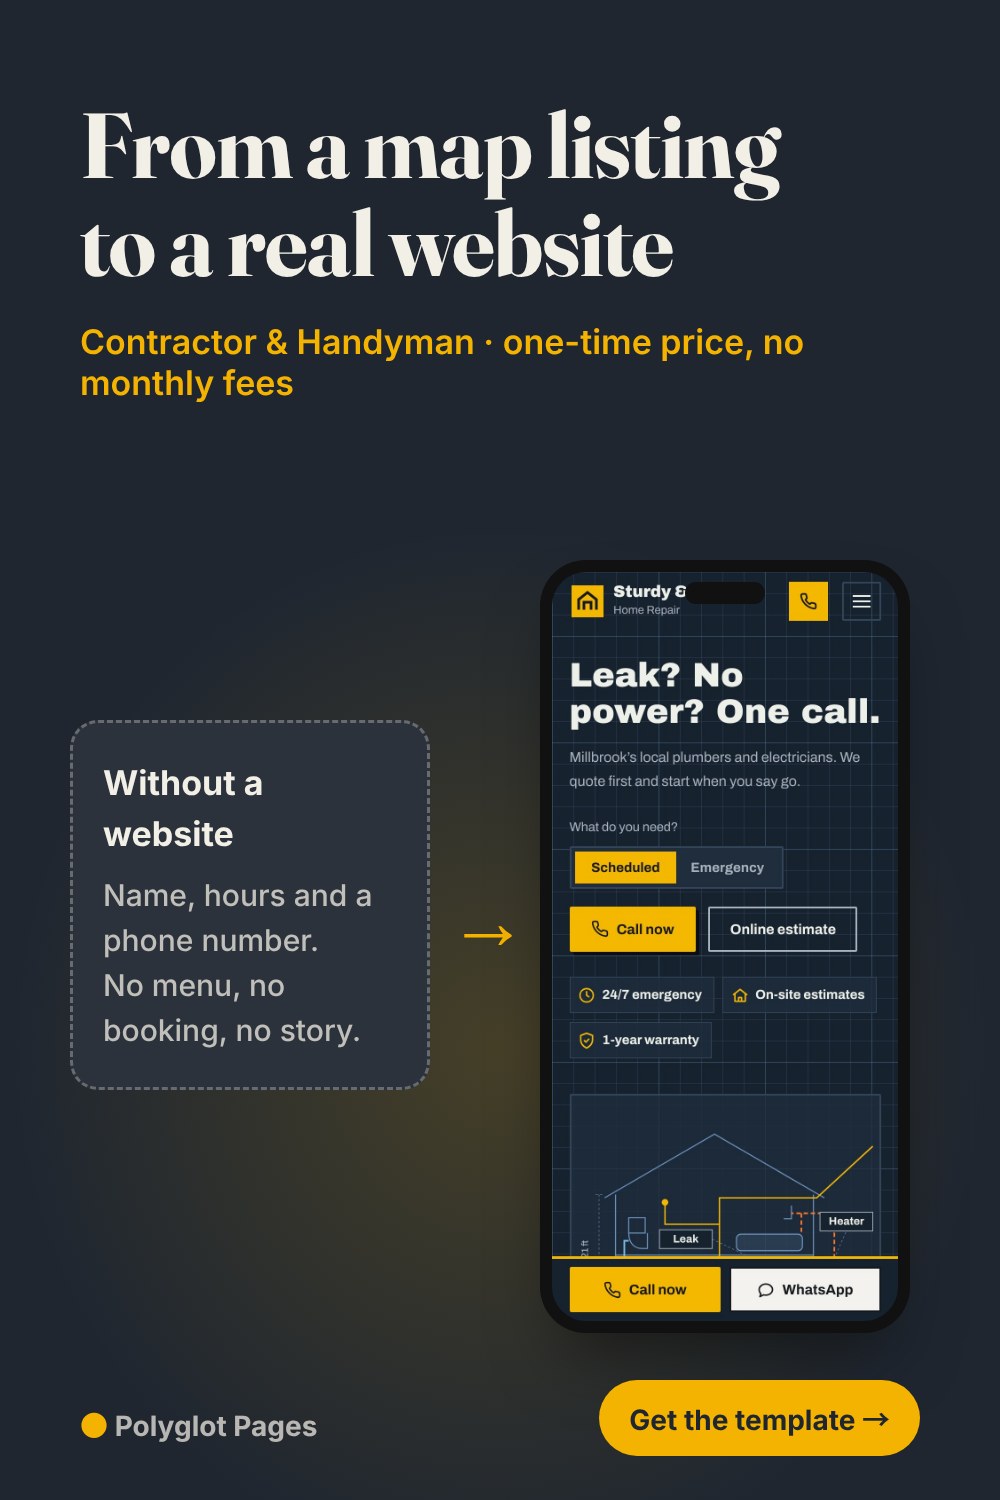 From a map listing
to a real website
Contractor & Handyman · one-time price, no
monthly fees
Without a
website
Name, hours and a
phone number.
No menu, no
booking, no story.
→
Sturdy &
Home Repair
Leak? No
power? One call.
Millbrook's local plumbers and electricians. We
quote first and start when you say go.
What do you need?
Scheduled Emergency
Call now Online estimate
24/7 emergency On-site estimates
1-year warranty
Heater
Leak
21 ft
Call now WhatsApp
Polyglot Pages
Get the template →